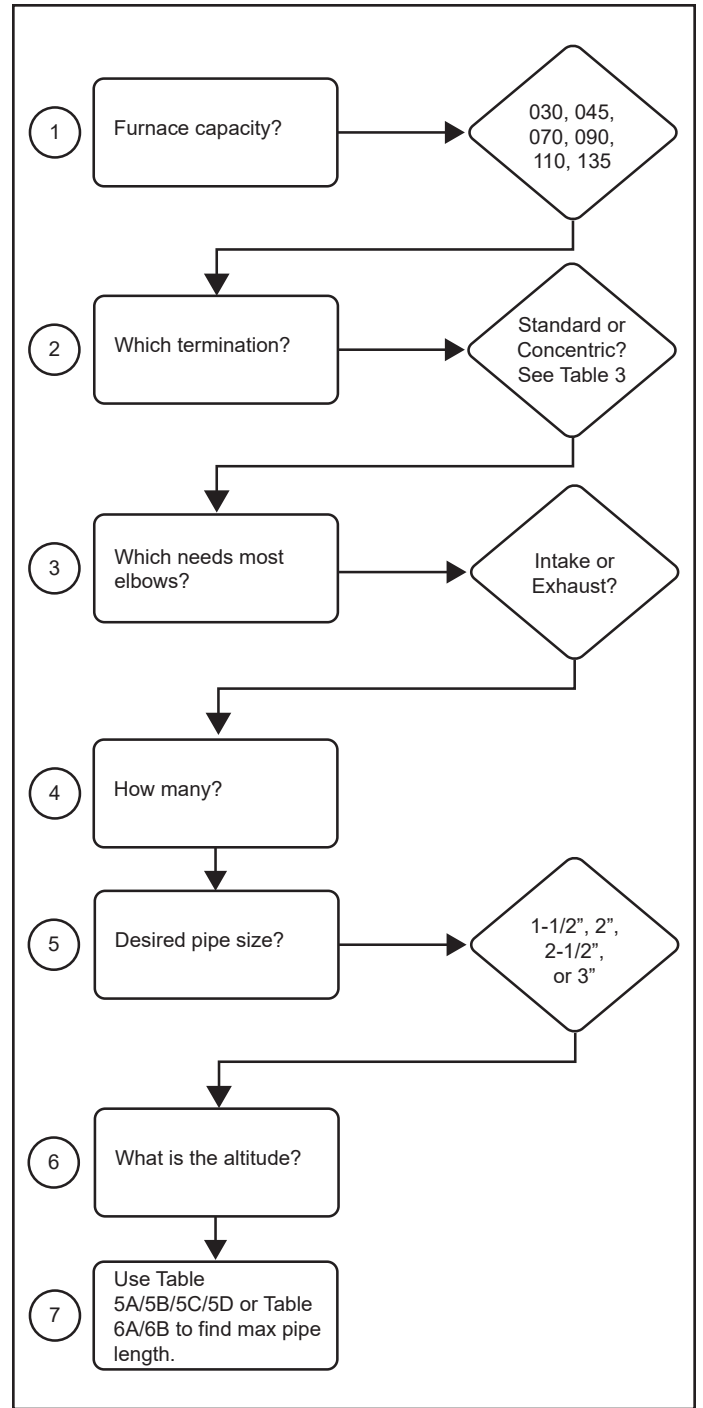 1
Furnace capacity?
030, 045,
070, 090,
110, 135
2
Which termination?
Standard or
Concentric?
See Table 3
3
Which needs most
elbows?
Intake or
Exhaust?
4
How many?
5
Desired pipe size?
1-1/2”, 2”,
2-1/2”,
or 3”
6
What is the altitude?
7
Use Table
5A/5B/5C/5D or Table
6A/6B to find max pipe
length.